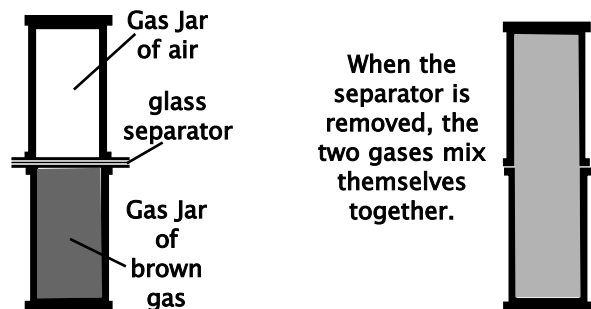 Gas Jar
of air
glass
separator
Gas Jar
of
brown
gas
When the
separator is
removed, the
two gases mix
themselves
together.